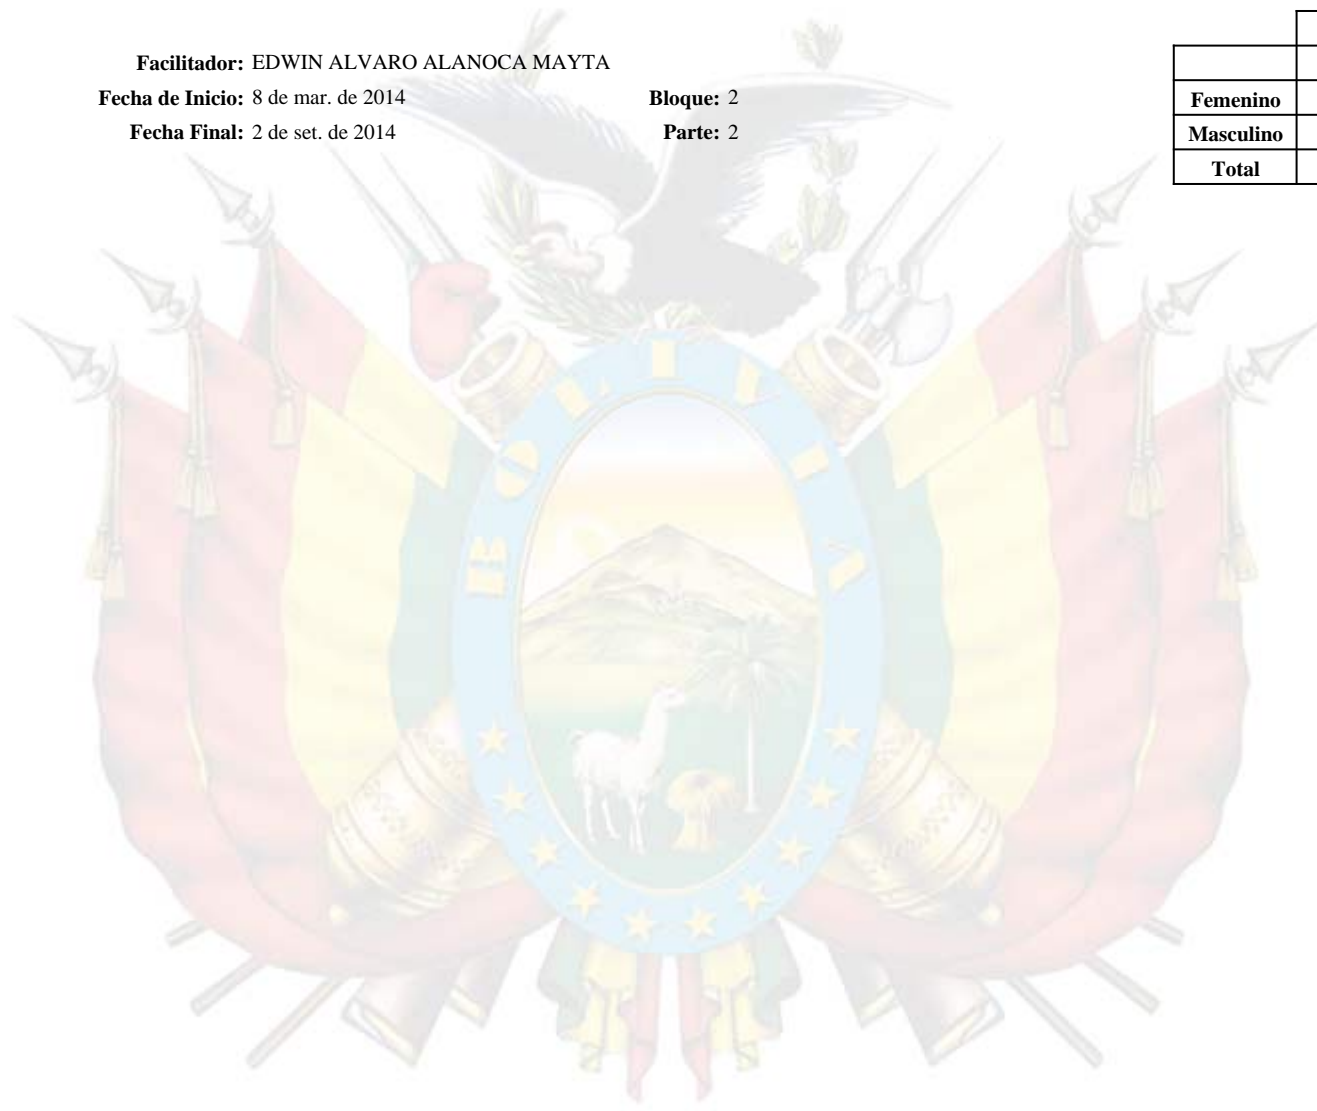 Facilitador: EDWIN ALVARO ALANOCA MAYTA
Fecha de Inicio: 8 de mar. de 2014 Bloque: 2
Fecha Final: 2 de set. de 2014 Parte: 2
Femenino
Masculino
Total
BOLIVIA